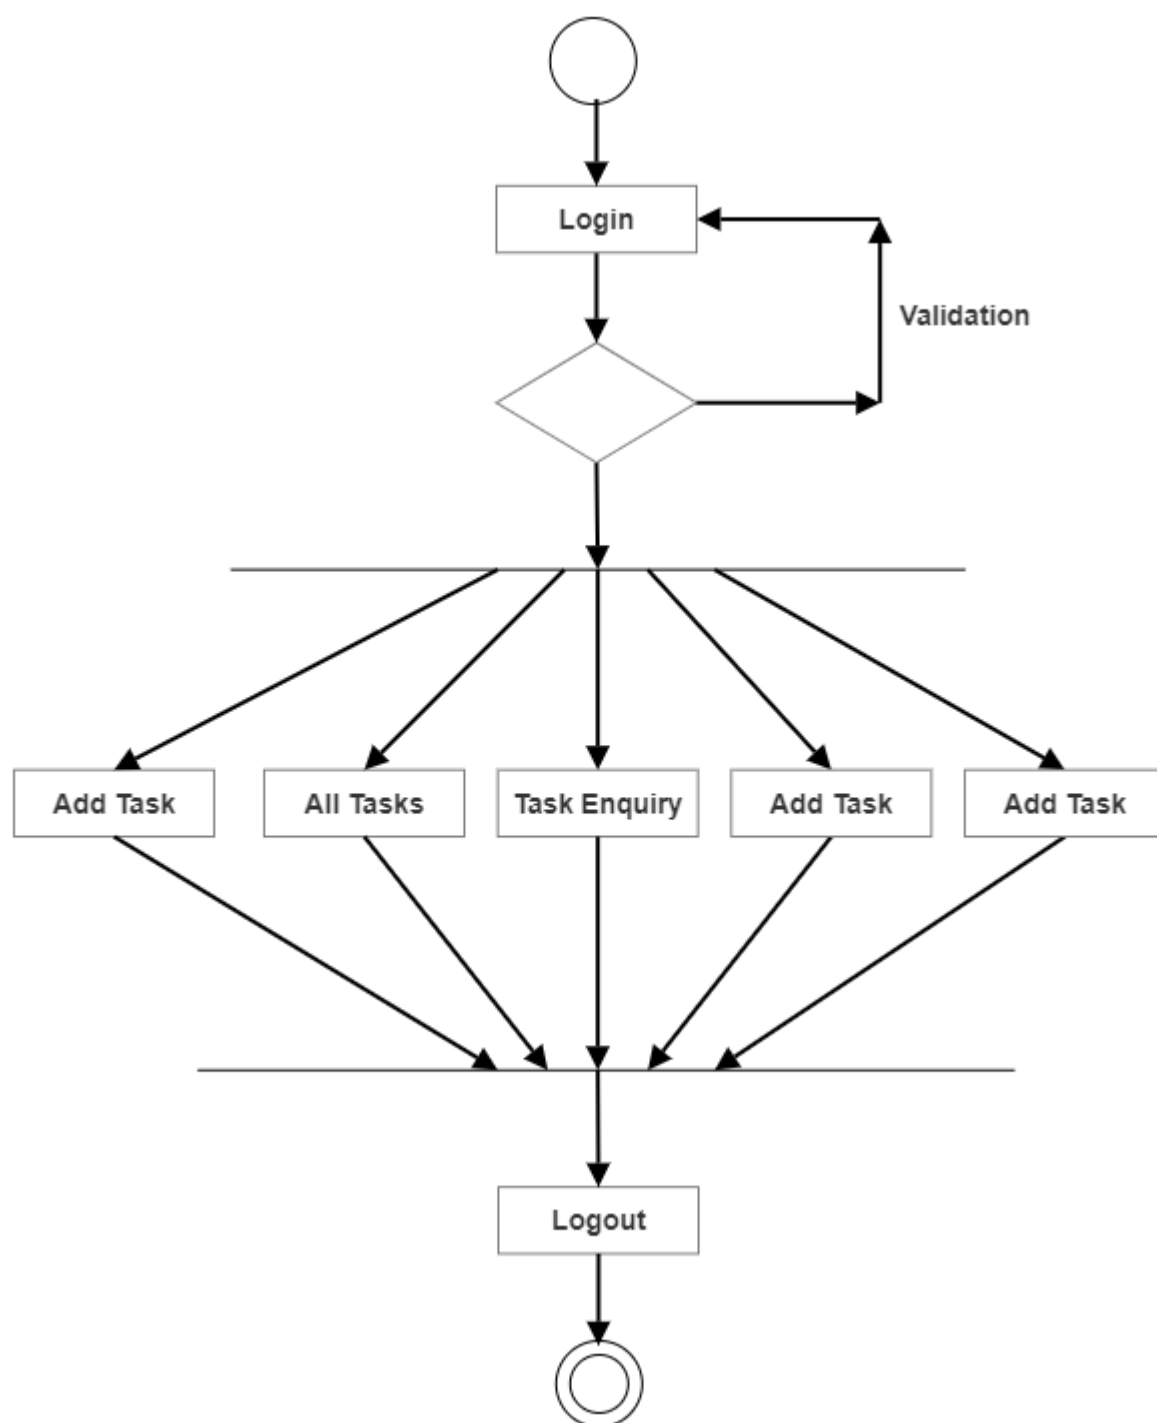 Login
Validation
Add Task
All Tasks
Task Enquiry
Add Task
Add Task
Logout